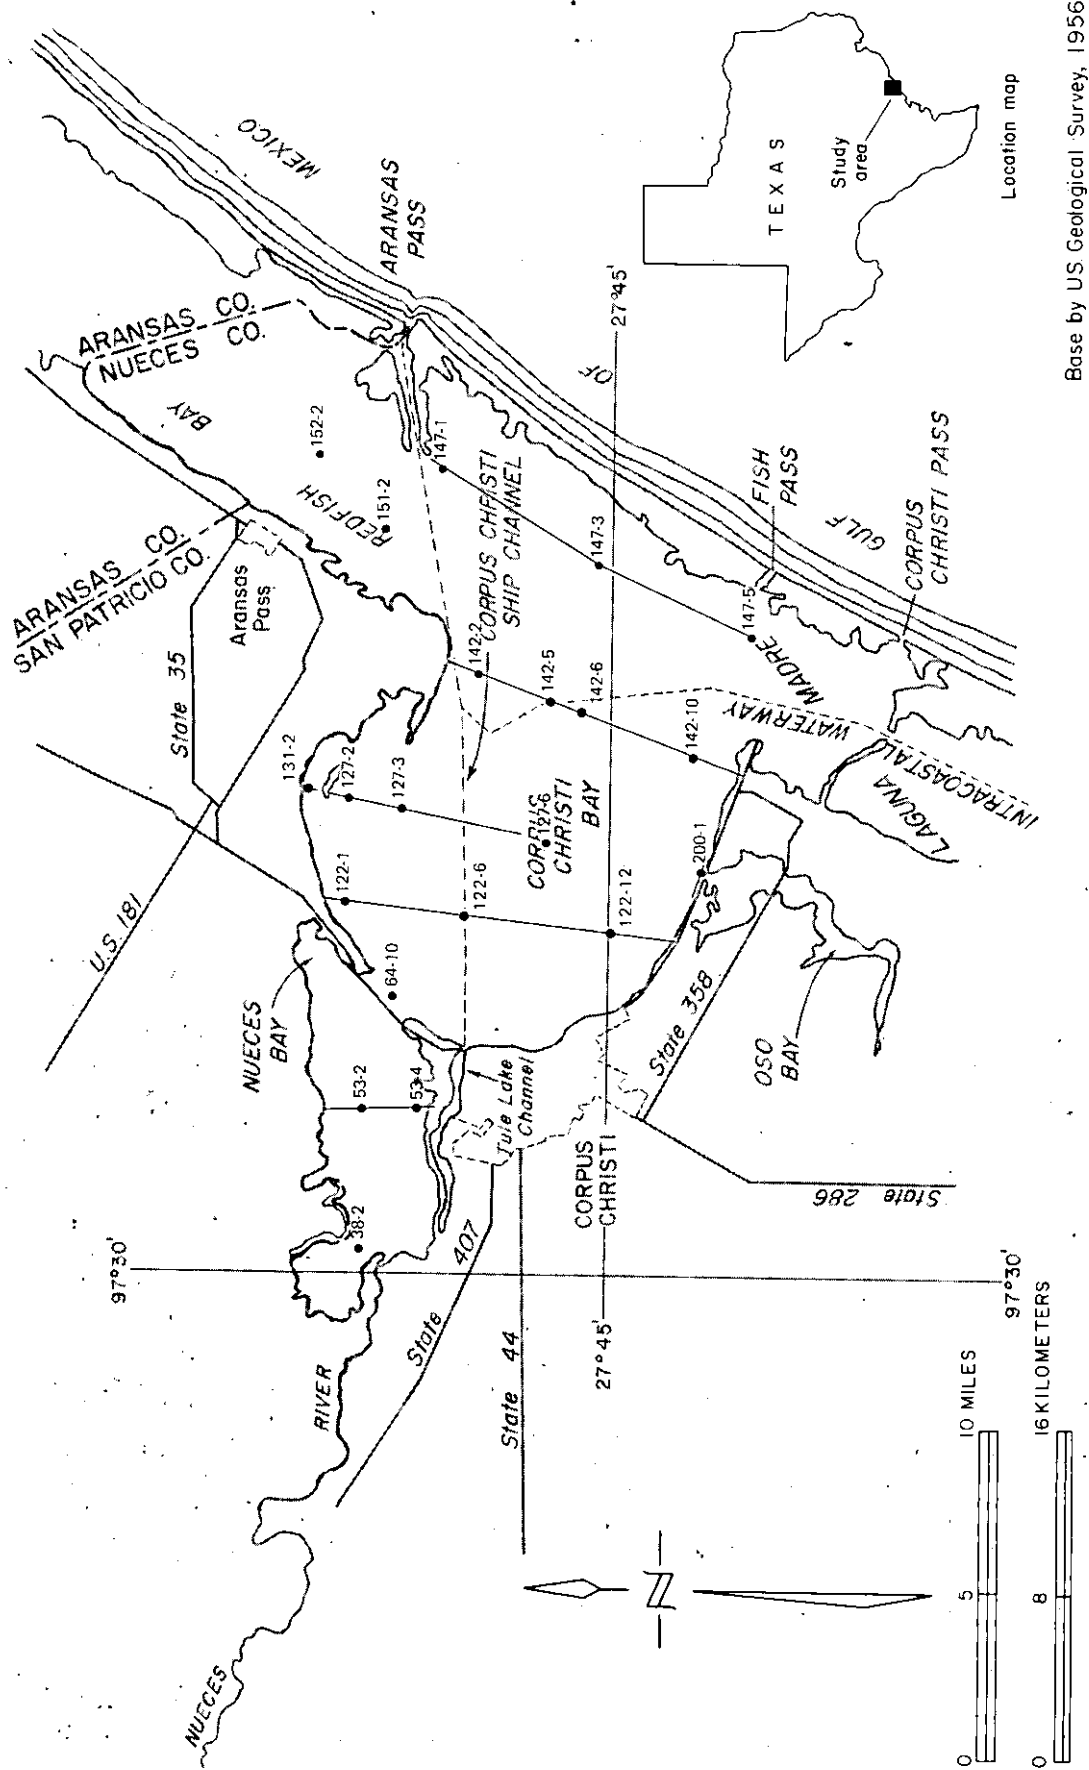 NUECES
RIVER
97°30'
State 407
State 44
38-2
NUECES
BAY
53-2
53-4
Tule Lake
Channel
64-10
U.S. 181
State 35
ARANSAS CO.
SAN PATRICIO CO.
Aransas
Pass
ARANSAS CO.
NUECES CO.
REDFISH
BAY
152-2
151-2
ARANSAS
PASS
MEXICO
OF
GULF
131-2
127-2
127-3
127-6
122-1
122-6
122-12
CORPUS CHRISTI
SHIP CHANNEL
147-1
147-3
147-5
142-2
142-5
142-6
142-10
CORPUS
CHRISTI
BAY
27°45'
27°45'
CORPUS
CHRISTI
200-1
State 358
OSO
BAY
State 286
FISH
PASS
CORPUS
CHRISTI PASS
LAGUNA
MADRE
INTRACOASTAL
WATERWAY
97°30'
N
0 5 10 MILES
0 8 16 KILOMETERS
TEXAS
Study
area
Location map
Base by U.S. Geological Survey, 1956